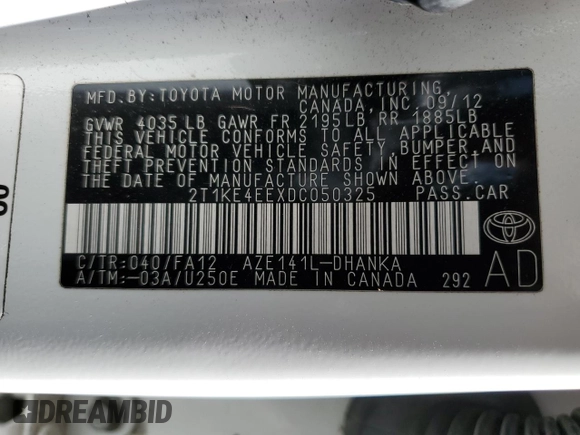 MFD. BY: TOYOTA MOTOR MANUFACTURING,
CANADA, INC. 09/12
GVWR 4035 LB GAWR FR 2195LB, RR 1885LB
THIS VEHICLE CONFORMS TO ALL APPLICABLE
FEDERAL MOTOR VEHICLE SAFETY, BUMPER, AND
THEFT PREVENTION STANDARDS IN EFFECT ON
THE DATE OF MANUFACTURE SHOWN ABOVE.
2T1KE4EEXDC050325 PASS.CAR
C/TR:040/FA12 AZE141L-DHANKA
A/TM:-03A/U250E MADE IN CANADA 292
AD
DREAMBID